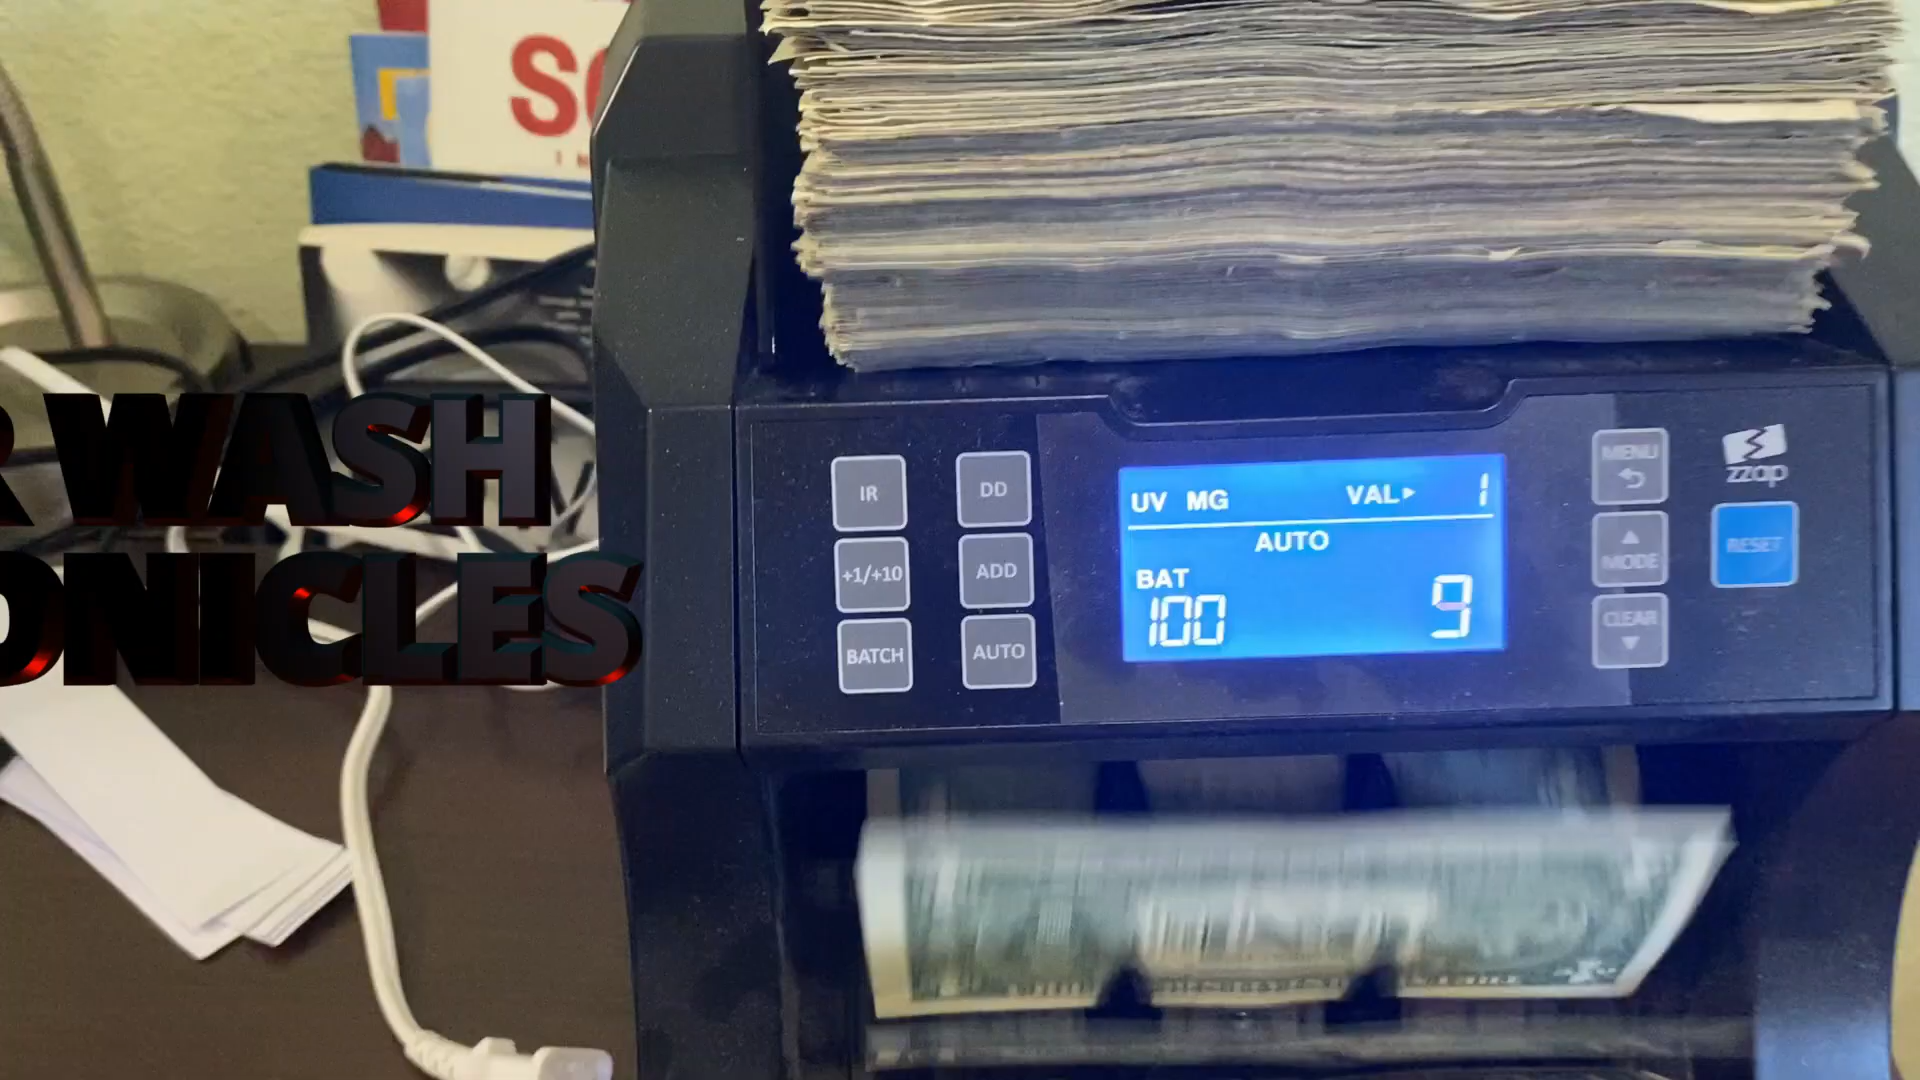 SO
R WASH
ONICLES
IR
DD
+1/+10
ADD
BATCH
AUTO
UV MG VAL▸ 1
AUTO
BAT
100 9
MENU
MODE
CLEAR
zzap
RESET